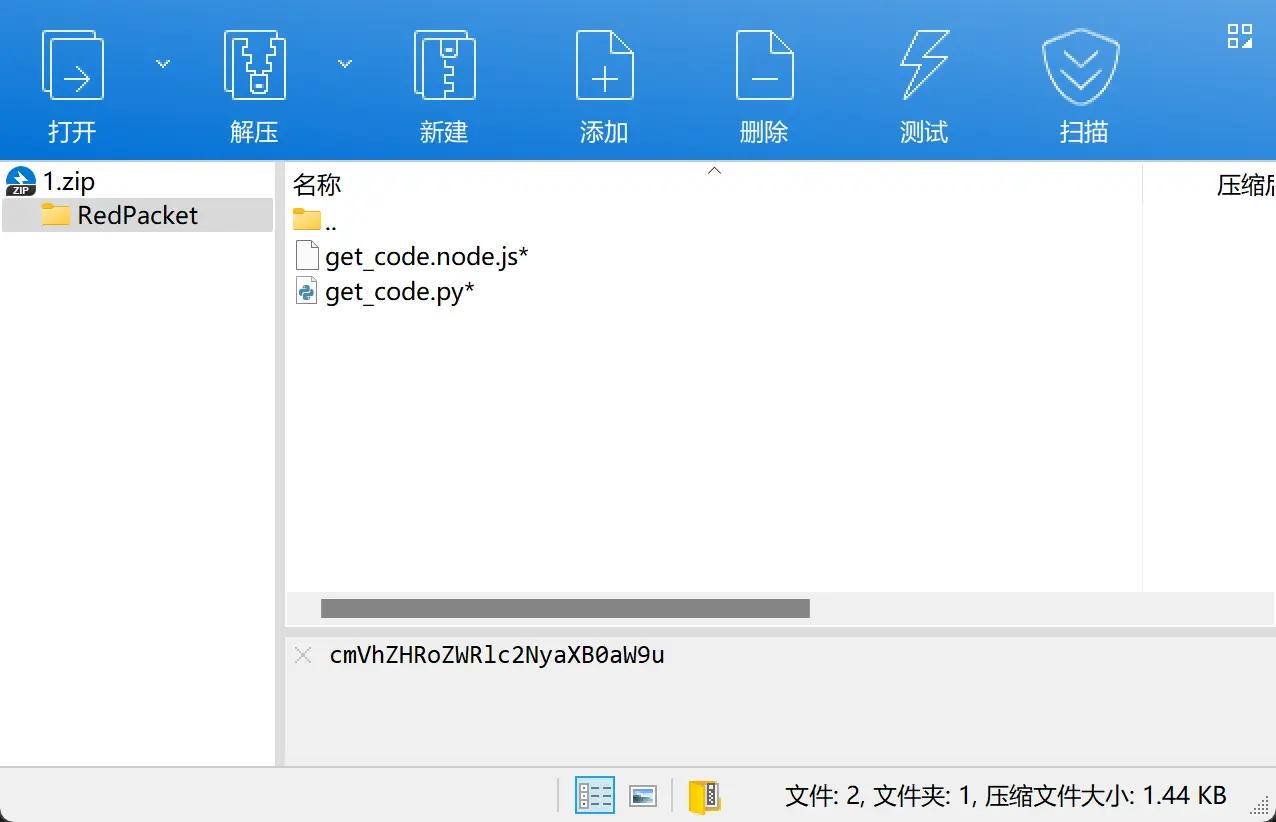 打开 解压 新建 添加 删除 测试 扫描
ZIP 1.zip
RedPacket
名称 压缩后
..
get_code.node.js*
get_code.py*
cmVhZHRoZWRlc2NyaXB0aW9u
文件: 2, 文件夹: 1, 压缩文件大小: 1.44 KB